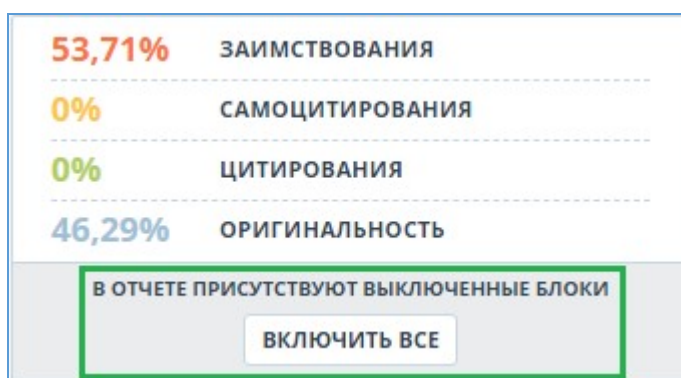 53,71% ЗАИМСТВОВАНИЯ
0% САМОЦИТИРОВАНИЯ
0% ЦИТИРОВАНИЯ
46,29% ОРИГИНАЛЬНОСТЬ
В ОТЧЕТЕ ПРИСУТСТВУЮТ ВЫКЛЮЧЕННЫЕ БЛОКИ
ВКЛЮЧИТЬ ВСЕ